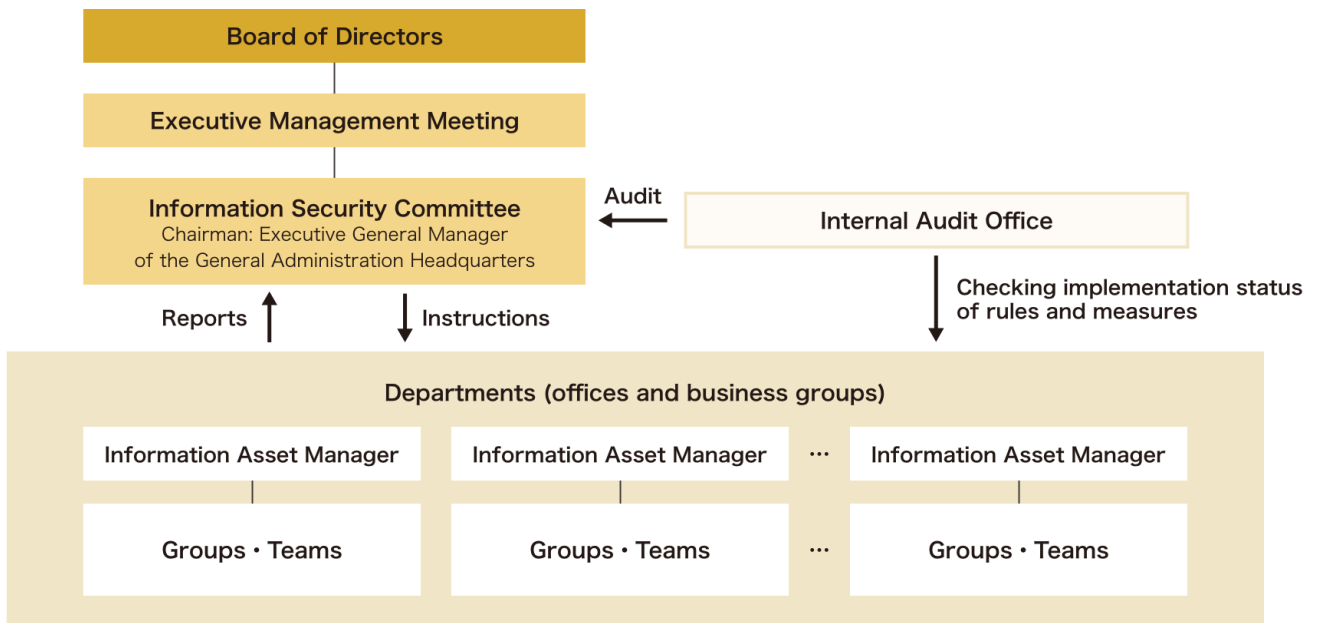 Board of Directors
Executive Management Meeting
Information Security Committee
Chairman: Executive General Manager
of the General Administration Headquarters
Audit
Internal Audit Office
Reports
Instructions
Checking implementation status
of rules and measures
Departments (offices and business groups)
Information Asset Manager
Information Asset Manager
…
Information Asset Manager
Groups・Teams
Groups・Teams
…
Groups・Teams